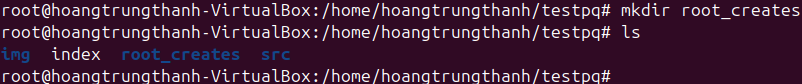 root@hoangtrungthanh-VirtualBox:/home/hoangtrungthanh/testpq# mkdir root_creates
root@hoangtrungthanh-VirtualBox:/home/hoangtrungthanh/testpq# ls
img  index  root_creates  src
root@hoangtrungthanh-VirtualBox:/home/hoangtrungthanh/testpq#